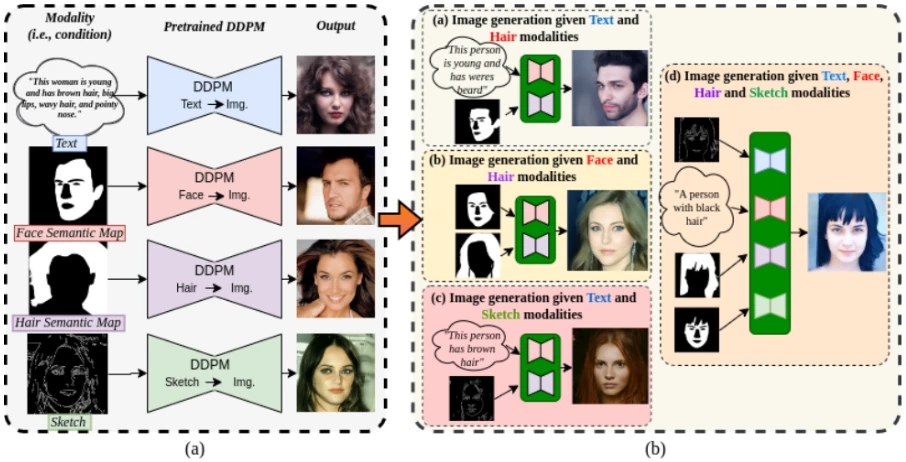 Modality
(i.e., condition)
Pretrained DDPM
Output
"This woman is young
and has brown hair, big
lips, wavy hair, and pointy
nose."
Text
DDPM
Text → Img.
Face Semantic Map
DDPM
Face → Img.
Hair Semantic Map
DDPM
Hair → Img.
Sketch
DDPM
Sketch → Img.
(a)
(a) Image generation given Text and
Hair modalities
"This person
is young and
has weres
beard"
(b) Image generation given Face and
Hair modalities
(c) Image generation given Text and
Sketch modalities
"This person
has brown
hair"
(d) Image generation given Text, Face,
Hair and Sketch modalities
"A person
with black
hair"
(b)